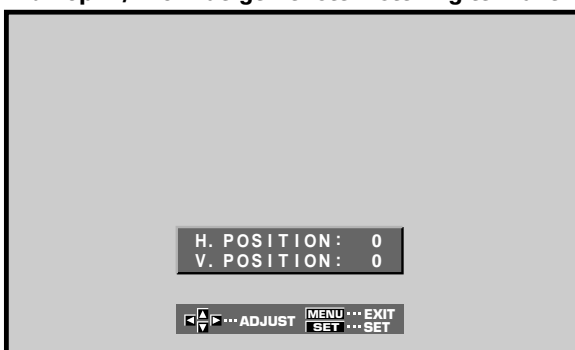 H. POSITION: 0
V. POSITION: 0
◀▲▼▶ ··· ADJUST MENU ··· EXIT
SET ··· SET